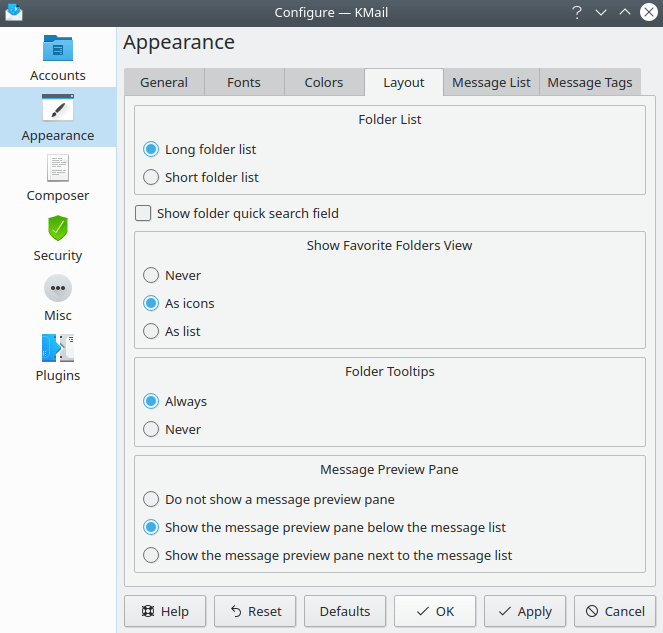 Configure — KMail
Accounts
Appearance
Composer
Security
Misc
Plugins
Appearance
General Fonts Colors Layout Message List Message Tags
Folder List
Long folder list
Short folder list
Show folder quick search field
Show Favorite Folders View
Never
As icons
As list
Folder Tooltips
Always
Never
Message Preview Pane
Do not show a message preview pane
Show the message preview pane below the message list
Show the message preview pane next to the message list
Help Reset Defaults OK Apply Cancel